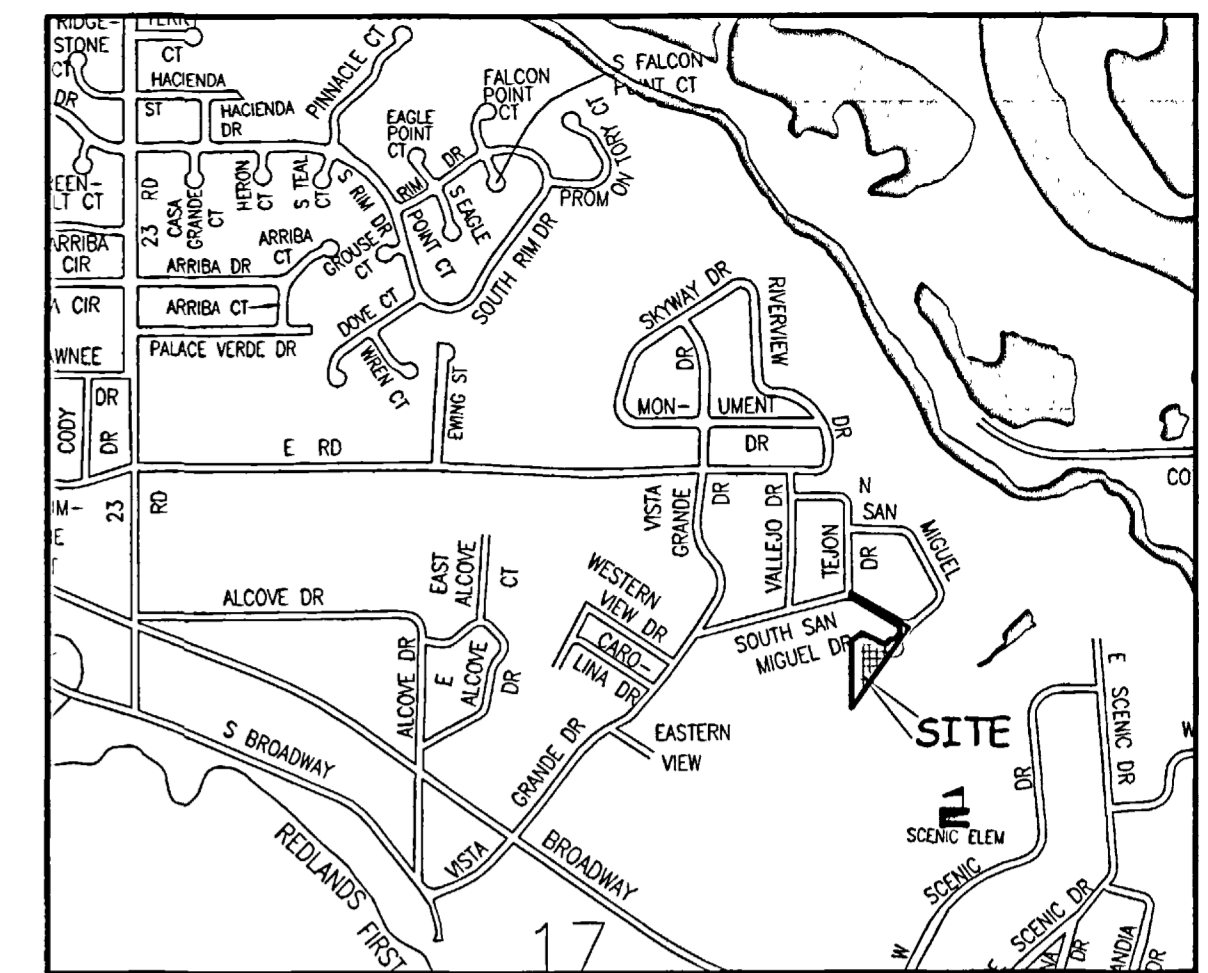 RIDGE-
STONE
CT
TERR
CT
HACIENDA
ST
HACIENDA
DR
DR
PINNACLE CT
EAGLE
POINT
CT
FALCON
POINT
CT
S FALCON
POINT CT
PROMON
TORY CT
RIM DR
S EAGLE
POINT CT
S RIM DR
SOUTH RIM DR
23 RD
CASA
GRANDE
CT
HERON
CT
S TEAL
CT
GROUSE
CT
ARRIBA
CT
ARRIBA DR
ARRIBA CT
ARRIBA
CIR
CIR
PALACE VERDE DR
DOVE CT
WREN CT
EWING ST
CODY
DR
DR
E RD
23 RD
SKYWAY DR
RIVERVIEW
DR
DR
MON-UMENT
DR
VISTA
GRANDE
DR
VALLEJO DR
TEJON
DR
N
SAN
MIGUEL
CO
SOUTH SAN
MIGUEL DR
SITE
WESTERN
VIEW DR
CARO-
LINA DR
EAST
ALCOVE
CT
ALCOVE DR
ALCOVE DR
E
ALCOVE
DR
EASTERN
VIEW
VISTA
GRANDE DR
S BROADWAY
BROADWAY
REDLANDS FIRST
17
SCENIC ELEM
E SCENIC DR
DR
W
SCENIC
W
E
SCENIC DR
DR
DR